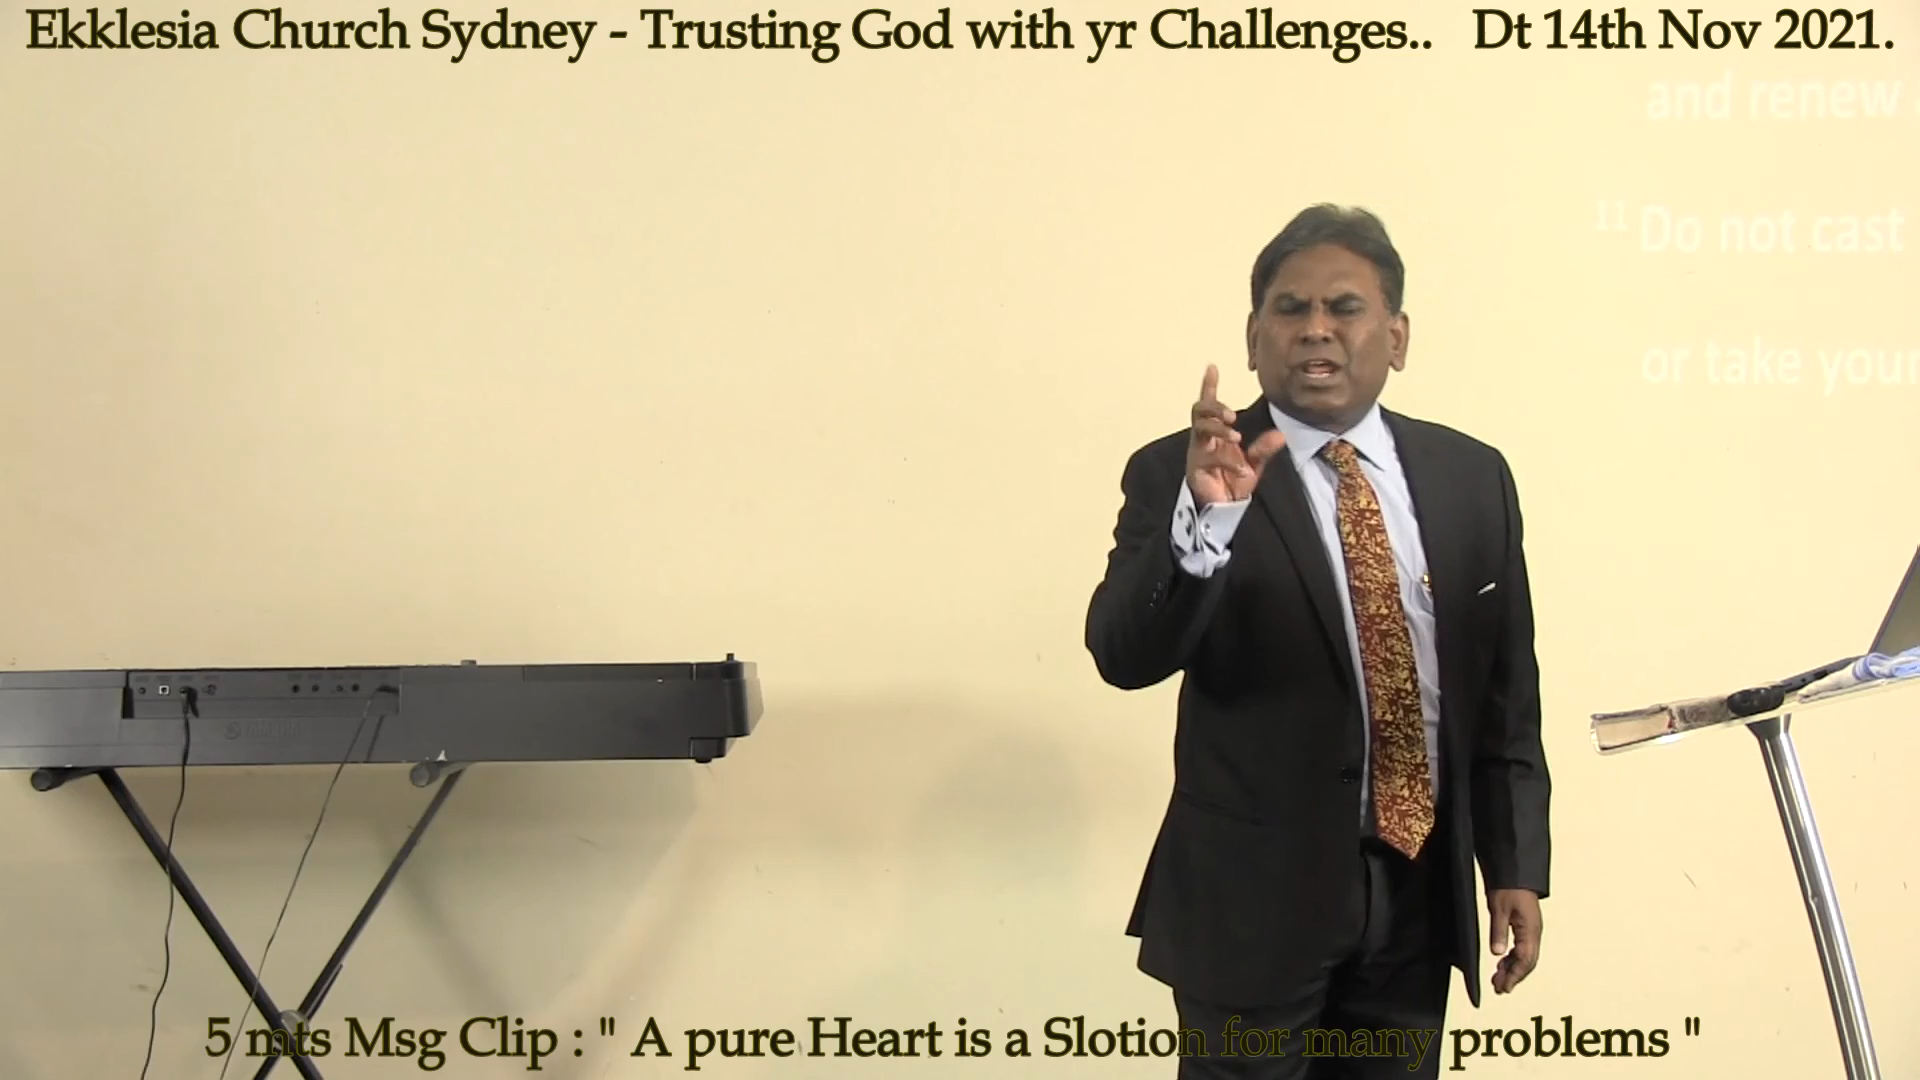 Ekklesia Church Sydney - Trusting God with yr Challenges.. Dt 14th Nov 2021.
and renew
11 Do not cast
or take your
5 mts Msg Clip : " A pure Heart is a Slotion for many problems "